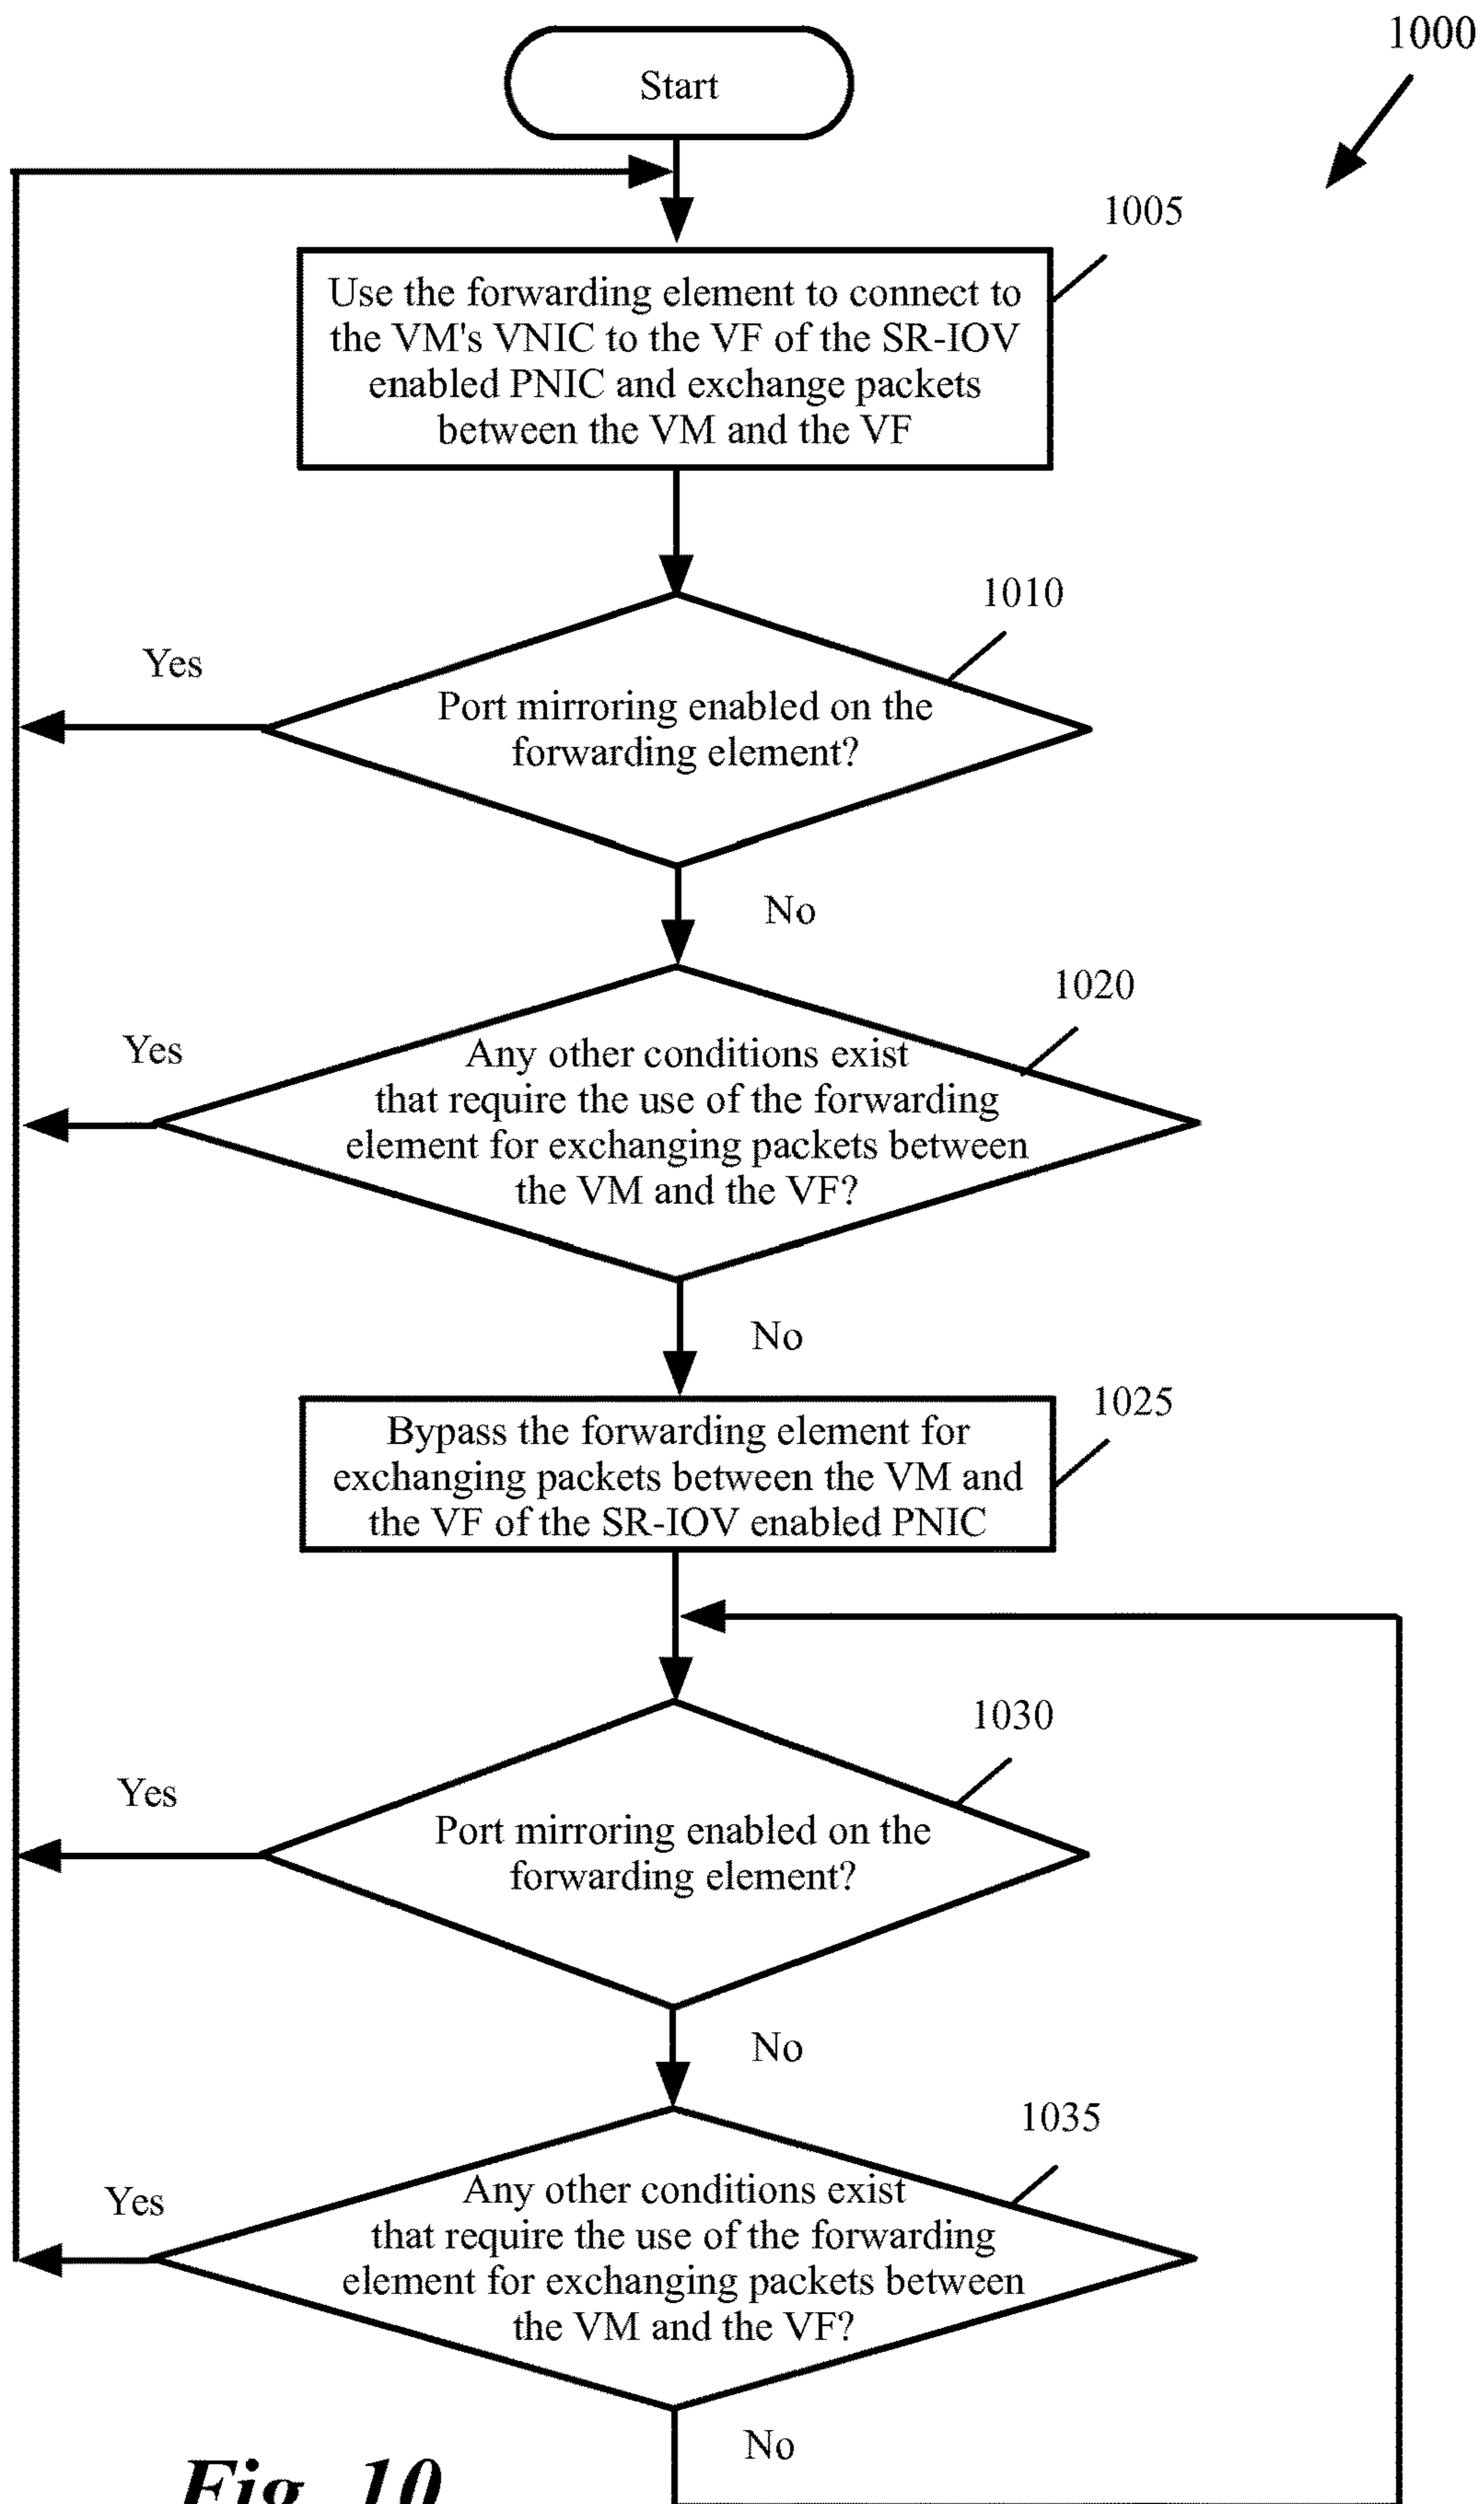 1000
Start
1005
Use the forwarding element to connect to
the VM's VNIC to the VF of the SR-IOV
enabled PNIC and exchange packets
between the VM and the VF
1010
Yes
Port mirroring enabled on the
forwarding element?
No
1020
Yes
Any other conditions exist
that require the use of the forwarding
element for exchanging packets between
the VM and the VF?
No
1025
Bypass the forwarding element for
exchanging packets between the VM and
the VF of the SR-IOV enabled PNIC
1030
Yes
Port mirroring enabled on the
forwarding element?
No
1035
Yes
Any other conditions exist
that require the use of the forwarding
element for exchanging packets between
the VM and the VF?
No
Fig. 10